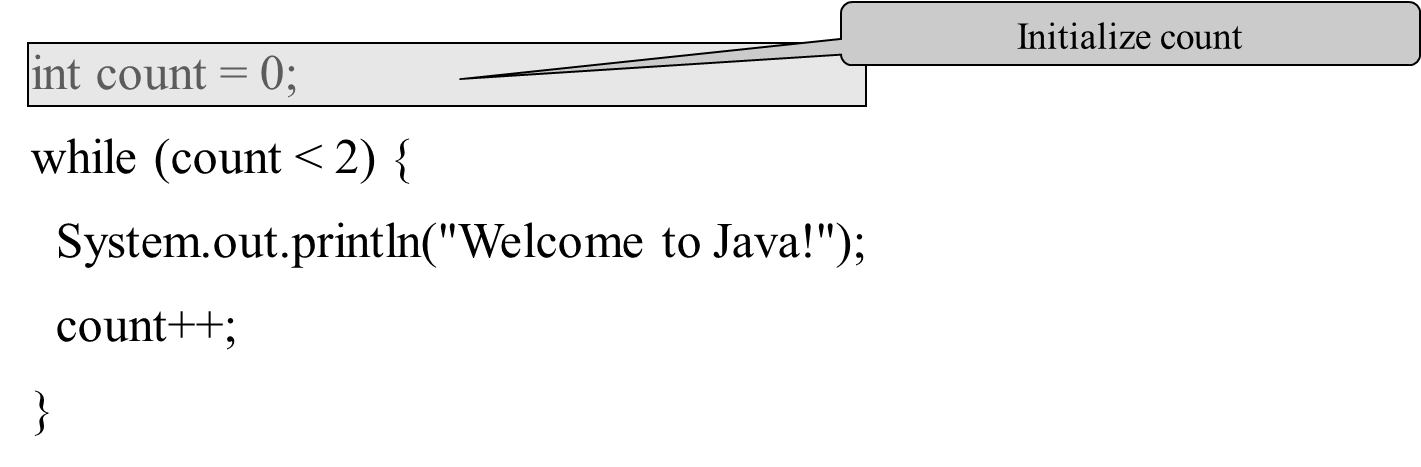 Initialize count
int count = 0;
while (count < 2) {
  System.out.println("Welcome to Java!");
  count++;
}